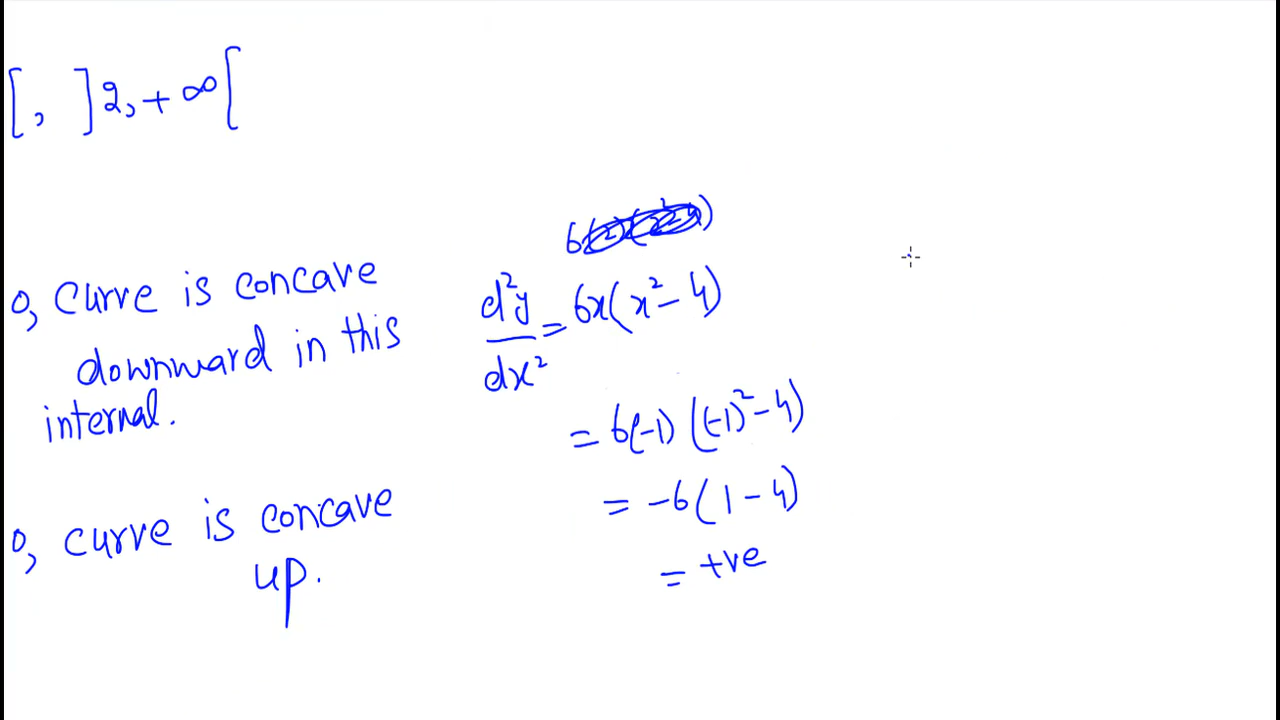 [, ]2, +∞[
0, curve is concave
downward in this
internal.
0, curve is concave
up.
6
d²y/dx² = 6x(x²-4)
= 6(-1) ((-1)²-4)
= -6(1-4)
= +ve